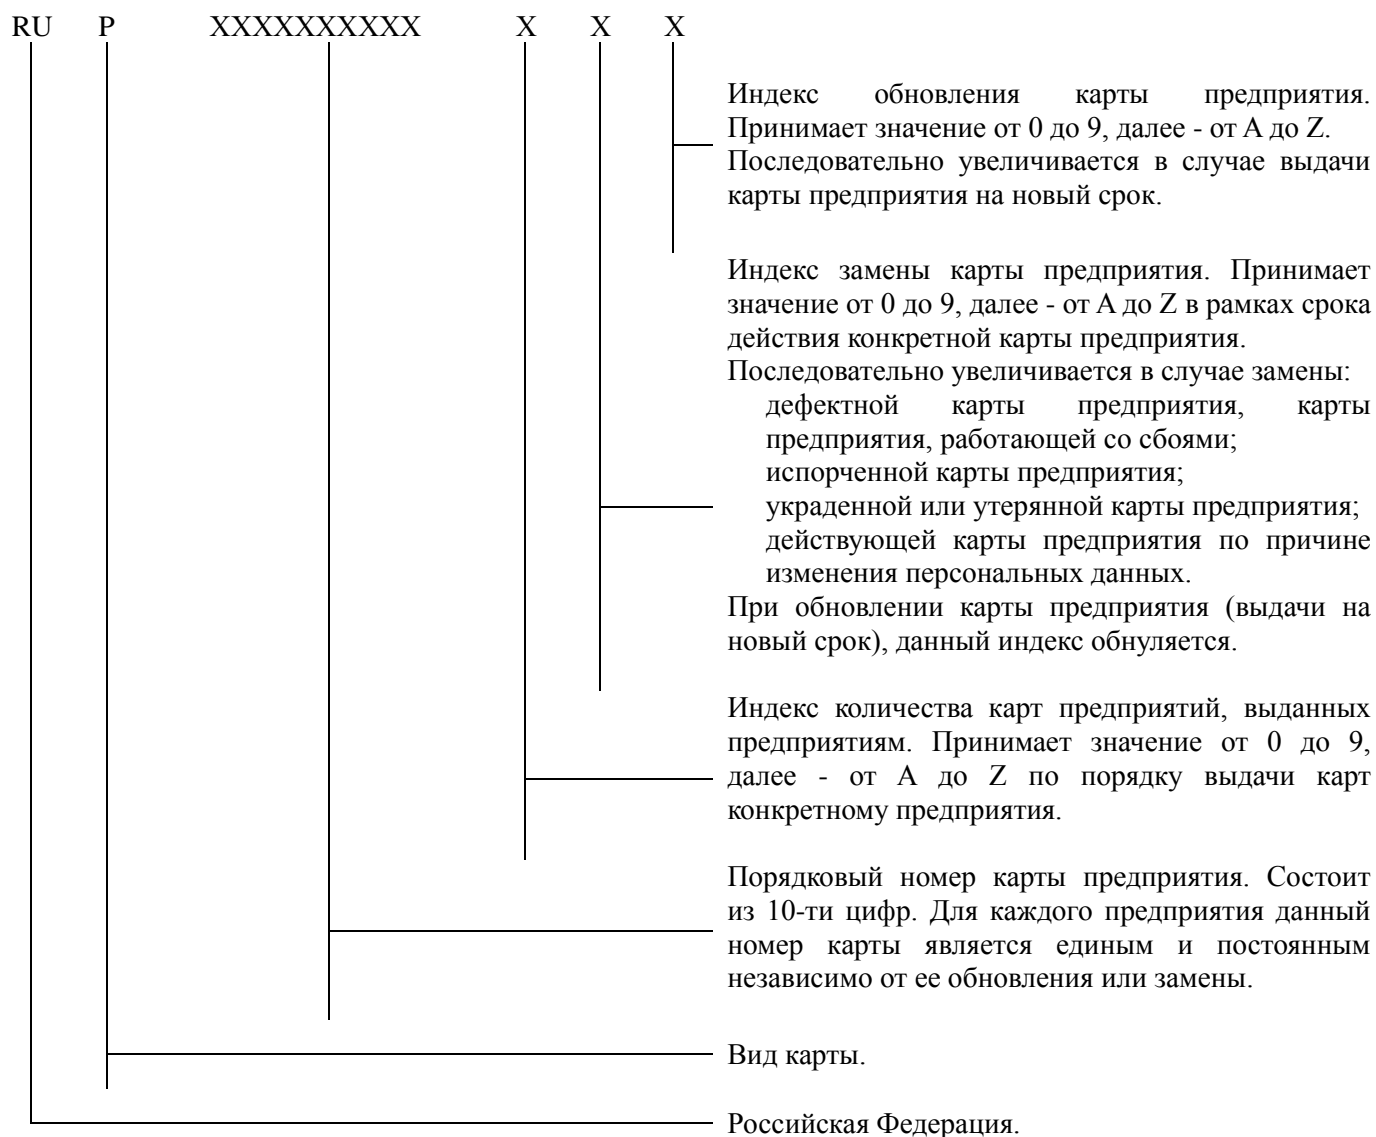 RU P XXXXXXXXXX X X X
Индекс обновления карты предприятия.
Принимает значение от 0 до 9, далее - от A до Z.
Последовательно увеличивается в случае выдачи
карты предприятия на новый срок.
Индекс замены карты предприятия. Принимает
значение от 0 до 9, далее - от A до Z в рамках срока
действия конкретной карты предприятия.
Последовательно увеличивается в случае замены:
дефектной карты предприятия, карты
предприятия, работающей со сбоями;
испорченной карты предприятия;
украденной или утерянной карты предприятия;
действующей карты предприятия по причине
изменения персональных данных.
При обновлении карты предприятия (выдачи на
новый срок), данный индекс обнуляется.
Индекс количества карт предприятий, выданных
предприятиям. Принимает значение от 0 до 9,
далее - от A до Z по порядку выдачи карт
конкретному предприятия.
Порядковый номер карты предприятия. Состоит
из 10-ти цифр. Для каждого предприятия данный
номер карты является единым и постоянным
независимо от ее обновления или замены.
Вид карты.
Российская Федерация.